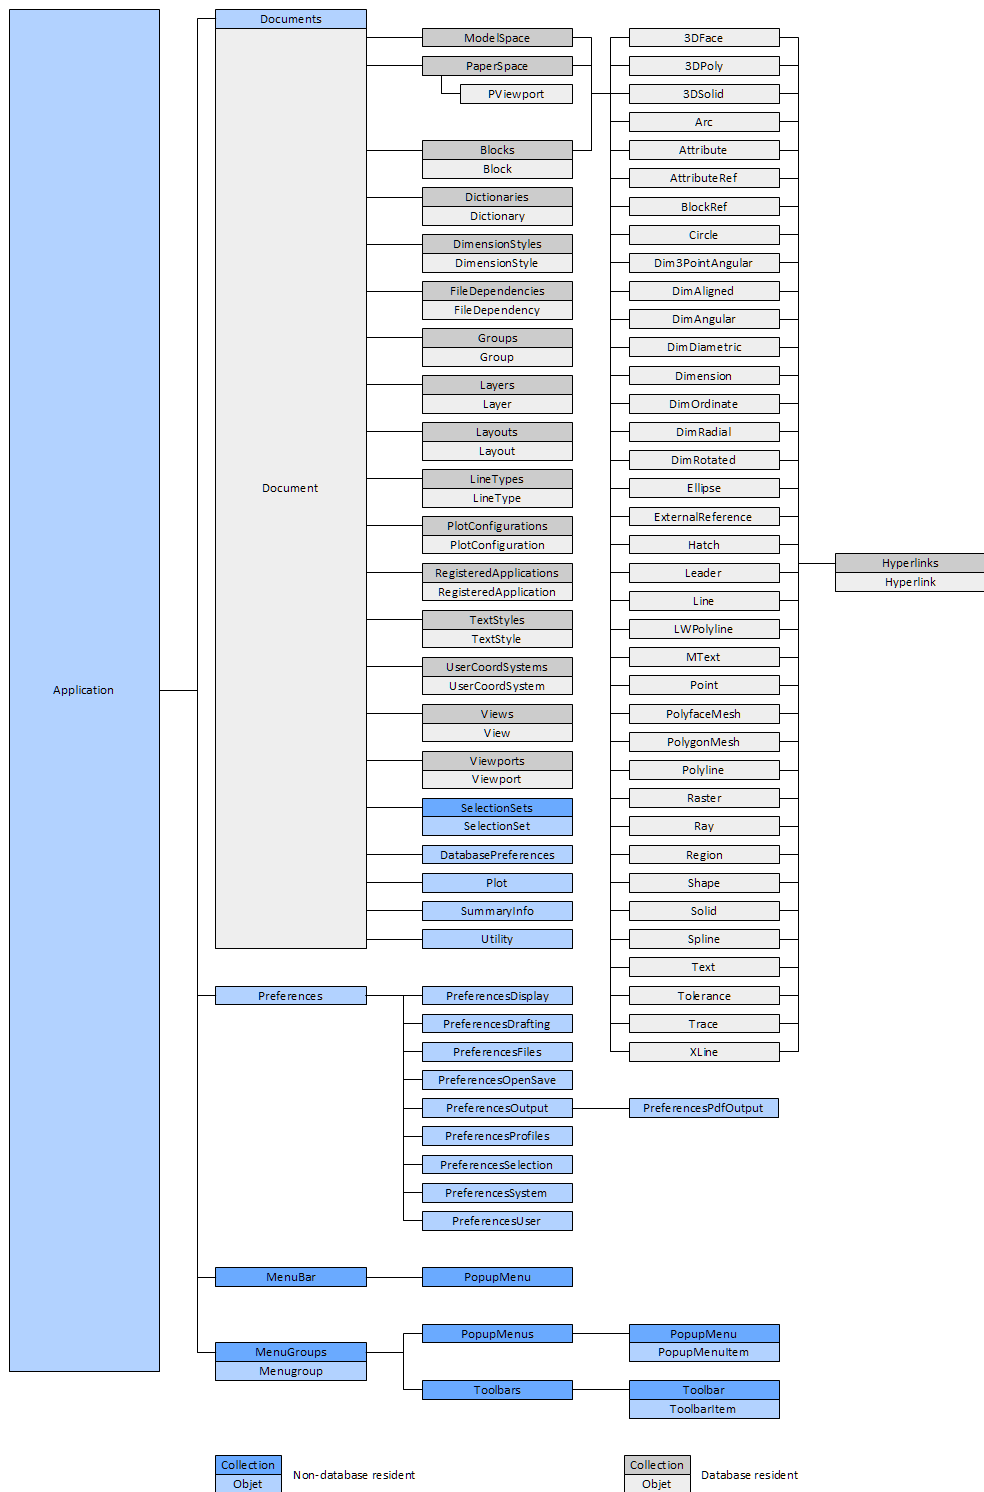 Application
Documents
Document
ModelSpace
PaperSpace
PViewport
Blocks
Block
Dictionaries
Dictionary
DimensionStyles
DimensionStyle
FileDependencies
FileDependency
Groups
Group
Layers
Layer
Layouts
Layout
LineTypes
LineType
PlotConfigurations
PlotConfiguration
RegisteredApplications
RegisteredApplication
TextStyles
TextStyle
UserCoordSystems
UserCoordSystem
Views
View
Viewports
Viewport
SelectionSets
SelectionSet
DatabasePreferences
Plot
SummaryInfo
Utility
3DFace
3DPoly
3DSolid
Arc
Attribute
AttributeRef
BlockRef
Circle
Dim3PointAngular
DimAligned
DimAngular
DimDiametric
Dimension
DimOrdinate
DimRadial
DimRotated
Ellipse
ExternalReference
Hatch
Leader
Line
LWPolyline
MText
Point
PolyfaceMesh
PolygonMesh
Polyline
Raster
Ray
Region
Shape
Solid
Spline
Text
Tolerance
Trace
XLine
Hyperlinks
Hyperlink
Preferences
PreferencesDisplay
PreferencesDrafting
PreferencesFiles
PreferencesOpenSave
PreferencesOutput
PreferencesPdfOutput
PreferencesProfiles
PreferencesSelection
PreferencesSystem
PreferencesUser
MenuBar
PopupMenu
MenuGroups
Menugroup
PopupMenus
PopupMenu
PopupMenuItem
Toolbars
Toolbar
ToolbarItem
Collection
Objet
Non-database resident
Collection
Objet
Database resident